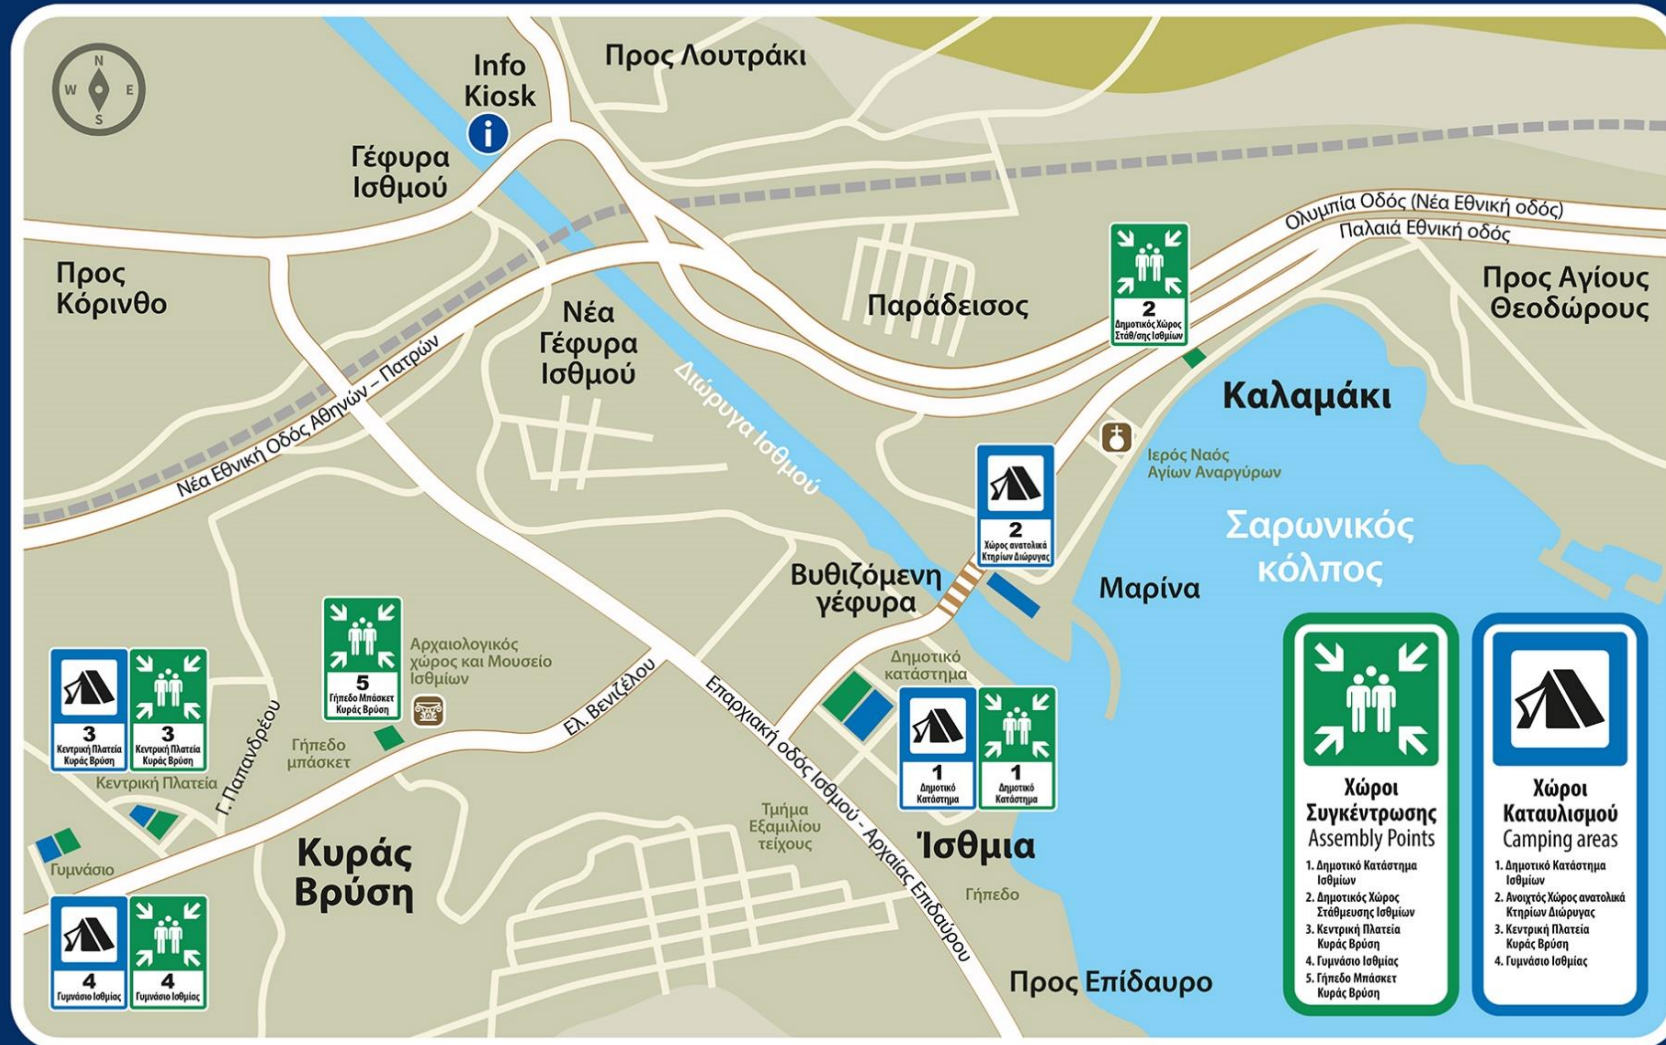 N
W
E
S
Info
Kiosk
i
Προς Λουτράκι
Γέφυρα
Ισθμού
Προς
Κόρινθο
Νέα
Γέφυρα
Ισθμού
Παράδεισος
2
Δημοτικός Χώρος
Στάθ/σης Ισθμίων
Ολυμπία Οδός (Νέα Εθνική οδός)
Παλαιά Εθνική οδός
Προς Αγίους
Θεοδώρους
Νέα Εθνική Οδός Αθηνών – Πατρών
Διώρυγα Ισθμού
Καλαμάκι
Ιερός Ναός
Αγίων Αναργύρων
2
Χώρος ανατολικά
Κτηρίων Διώρυγας
Σαρωνικός
κόλπος
Βυθιζόμενη
γέφυρα
Μαρίνα
5
Γήπεδο Μπάσκετ
Κυράς Βρύση
Αρχαιολογικός
χώρος και Μουσείο
Ισθμίων
3
Κεντρική Πλατεία
Κυράς Βρύση
3
Κεντρική Πλατεία
Κυράς Βρύση
Γ. Παπανδρέου
Γήπεδο
μπάσκετ
Ελ. Βενιζέλου
Επαρχιακή οδός Ισθμού - Αρχαίας Επιδαύρου
Δημοτικό
κατάστημα
1
Δημοτικό
Κατάστημα
1
Δημοτικό
Κατάστημα
Κεντρική Πλατεία
Γυμνάσιο
Κυράς
Βρύση
Τμήμα
Εξαμιλίου
τείχους
Ίσθμια
Γήπεδο
4
Γυμνάσιο Ισθμίας
4
Γυμνάσιο Ισθμίας
Προς Επίδαυρο
Χώροι
Συγκέντρωσης
Assembly Points
1. Δημοτικό Κατάστημα
Ισθμίων
2. Δημοτικός Χώρος
Στάθμευσης Ισθμίων
3. Κεντρική Πλατεία
Κυράς Βρύση
4. Γυμνάσιο Ισθμίας
5. Γήπεδο Μπάσκετ
Κυράς Βρύση
Χώροι
Καταυλισμού
Camping areas
1. Δημοτικό Κατάστημα
Ισθμίων
2. Ανοιχτός Χώρος ανατολικά
Κτηρίων Διώρυγας
3. Κεντρική Πλατεία
Κυράς Βρύση
4. Γυμνάσιο Ισθμίας